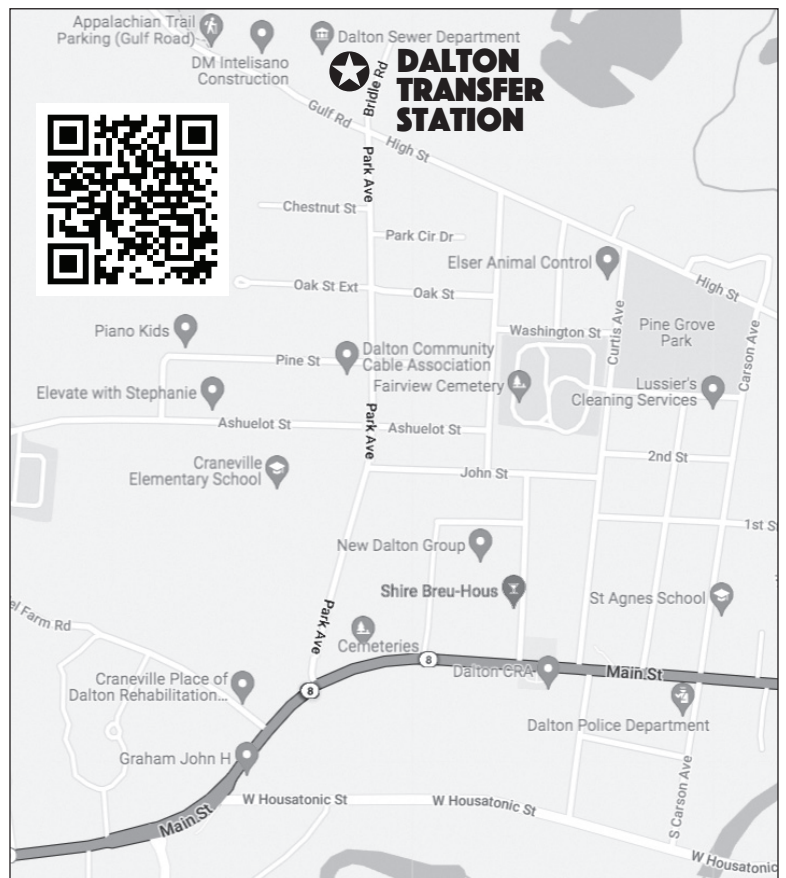 Appalachian Trail
Parking (Gulf Road)
DM Intelisano
Construction
Dalton Sewer Department
DALTON
TRANSFER
STATION
Bridle Rd
Gulf Rd
High St
Park Ave
Chestnut St
Park Cir Dr
Elser Animal Control
Oak St Ext
Oak St
High St
Piano Kids
Washington St
Curtis Ave
Pine Grove
Park
Carson Ave
Pine St
Dalton Community
Cable Association
Elevate with Stephanie
Fairview Cemetery
Lussier's
Cleaning Services
Ashuelot St
Park Ave
Ashuelot St
Craneville
Elementary School
John St
2nd St
1st S
New Dalton Group
Shire Breu-Hous
St Agnes School
el Farm Rd
Park Ave
Cemeteries
8
8
Dalton CRA
Main St
Craneville Place of
Dalton Rehabilitation...
Dalton Police Department
Graham John H
Main St
W Housatonic St
W Housatonic St
S Carson Ave
W Housatonic